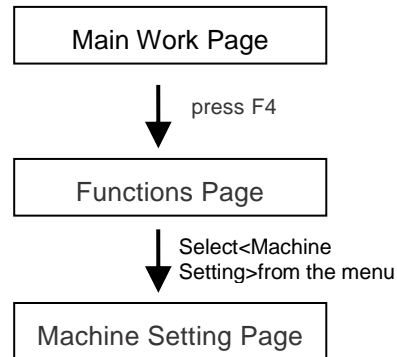 Main Work Page
press F4
Functions Page
Select<Machine
Setting>from the menu
Machine Setting Page